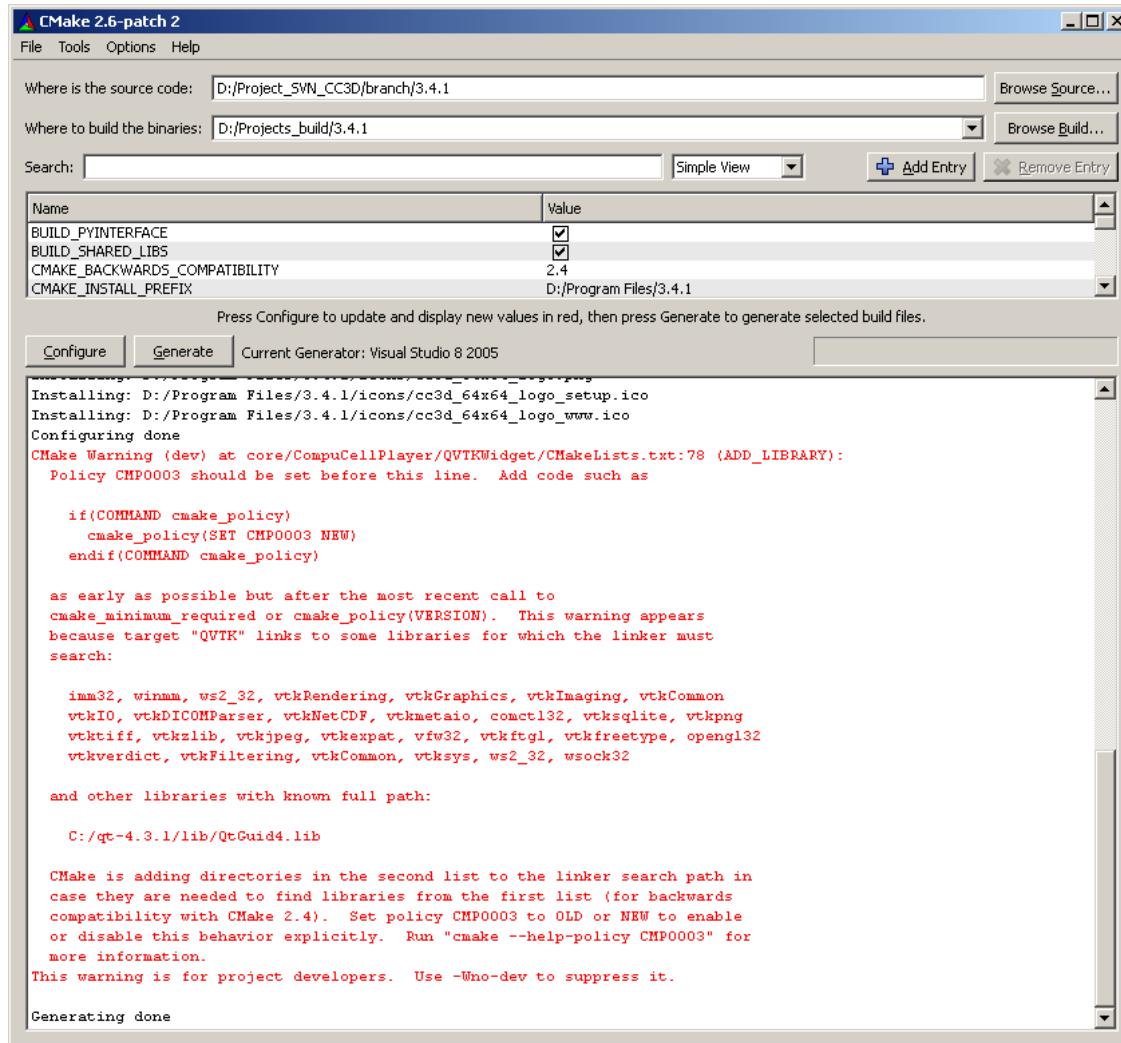 CMake 2.6-patch 2
File Tools Options Help
Where is the source code: D:/Project_SVN_CC3D/branch/3.4.1 Browse Source...
Where to build the binaries: D:/Projects_build/3.4.1 Browse Build...
Search: Simple View Add Entry Remove Entry
Name Value
BUILD_PYINTERFACE
BUILD_SHARED_LIBS
CMAKE_BACKWARDS_COMPATIBILITY 2.4
CMAKE_INSTALL_PREFIX D:/Program Files/3.4.1
Press Configure to update and display new values in red, then press Generate to generate selected build files.
Configure Generate Current Generator: Visual Studio 8 2005
Installing: D:/Program Files/3.4.1/icons/cc3d_64x64_logo_setup.ico
Installing: D:/Program Files/3.4.1/icons/cc3d_64x64_logo_www.ico
Configuring done
CMake Warning (dev) at core/CompuCellPlayer/QVTKWidget/CMakeLists.txt:78 (ADD_LIBRARY):
Policy CMP0003 should be set before this line. Add code such as
if(COMMAND cmake_policy)
cmake_policy(SET CMP0003 NEW)
endif(COMMAND cmake_policy)
as early as possible but after the most recent call to
cmake_minimum_required or cmake_policy(VERSION). This warning appears
because target "QVTK" links to some libraries for which the linker must
search:
imm32, winmm, ws2_32, vtkRendering, vtkGraphics, vtkImaging, vtkCommon
vtkIO, vtkDICOMParser, vtkNetCDF, vtkmetaio, comctl32, vtksqlite, vtkpng
vtktiff, vtkzlib, vtkjpeg, vtkexpat, vfw32, vtkftgl, vtkfreetype, opengl32
vtkverdict, vtkFiltering, vtkCommon, vtksys, ws2_32, wsock32
and other libraries with known full path:
C:/qt-4.3.1/lib/QtGuid4.lib
CMake is adding directories in the second list to the linker search path in
case they are needed to find libraries from the first list (for backwards
compatibility with CMake 2.4). Set policy CMP0003 to OLD or NEW to enable
or disable this behavior explicitly. Run "cmake --help-policy CMP0003" for
more information.
This warning is for project developers. Use -Wno-dev to suppress it.
Generating done